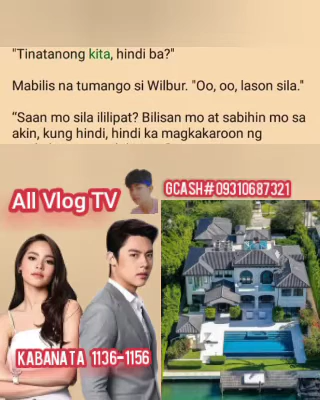 "Tinatanong kita, hindi ba?"
Mabilis na tumango si Wilbur. "Oo, oo, lason sila."
“Saan mo sila ililipat? Bilisan mo at sabihin mo sa
akin, kung hindi, hindi ka magkakaroon ng
GCASH#09310687321
All Vlog TV
KABANATA 1136-1156